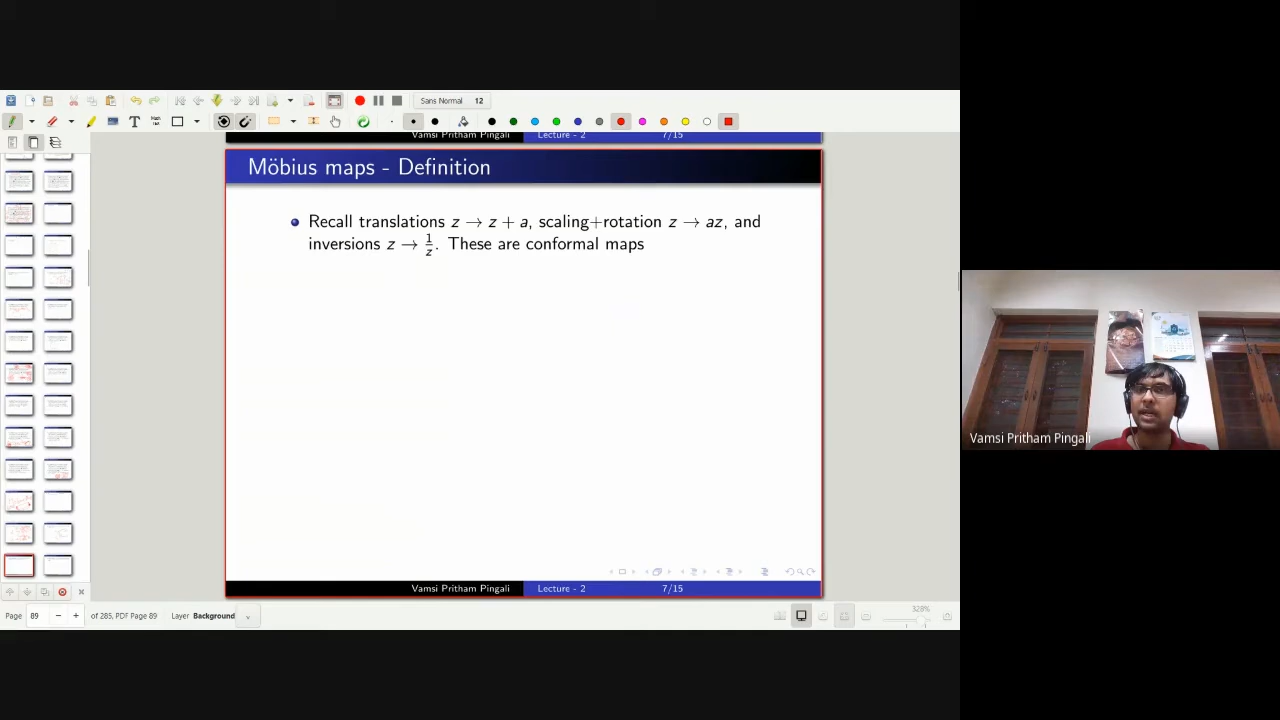 Sans Normal 12
Vamsi Pritham Pingali Lecture - 2 7/15
Möbius maps - Definition
Recall translations z → z + a, scaling+rotation z → az, and
inversions z → 1/z. These are conformal maps
Vamsi Pritham Pingali
Vamsi Pritham Pingali Lecture - 2 7/15
Page 89 of 285, PDF Page 89 Layer Background
328%